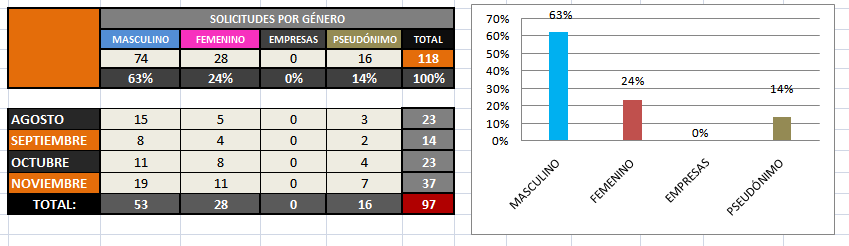 SOLICITUDES POR GÉNERO
MASCULINO FEMENINO EMPRESAS PSEUDÓNIMO TOTAL
74 28 0 16 118
63% 24% 0% 14% 100%
AGOSTO 15 5 0 3 23
SEPTIEMBRE 8 4 0 2 14
OCTUBRE 11 8 0 4 23
NOVIEMBRE 19 11 0 7 37
TOTAL: 53 28 0 16 97
70%
60%
50%
40%
30%
20%
10%
0%
63%
24%
0%
14%
MASCULINO
FEMENINO
EMPRESAS
PSEUDÓNIMO